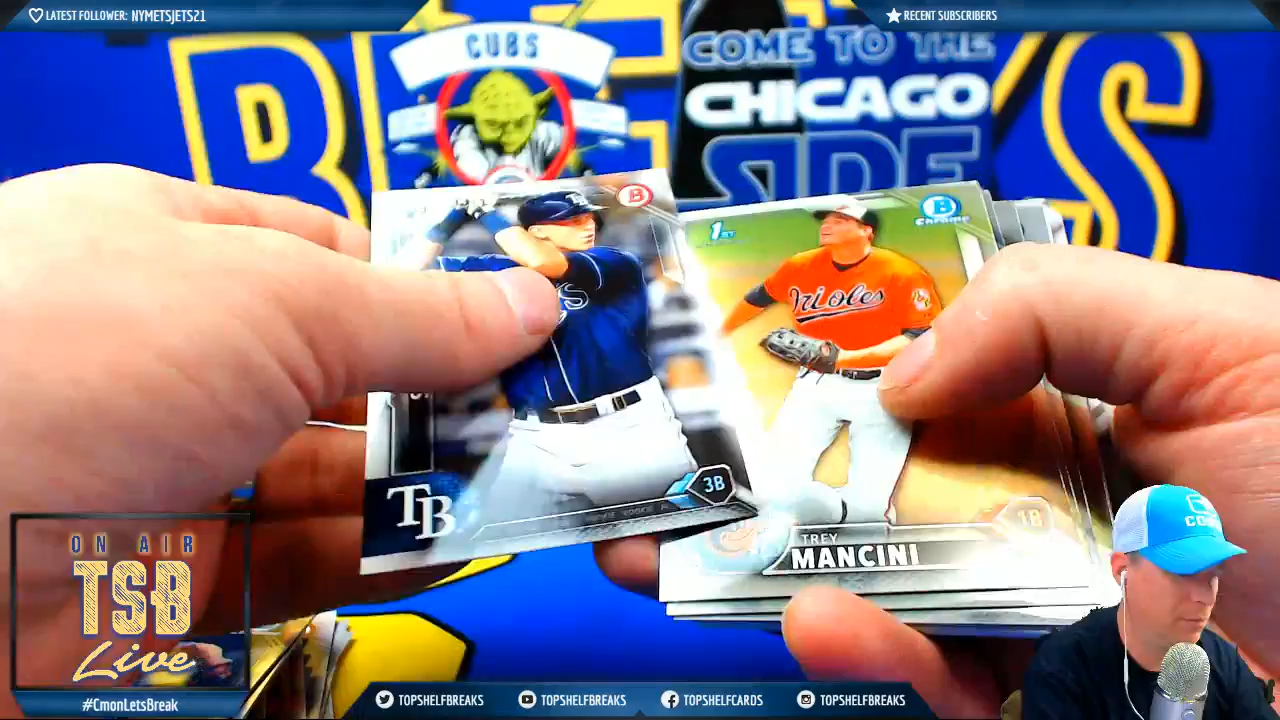 LATEST FOLLOWER: NYMETSJETS21
RECENT SUBSCRIBERS
CUBS
COME TO THE
CHICAGO
SIDE
B
1ST
B
Chrome
Orioles
3B
TB
1B
TREY
MANCINI
ON AIR
TSB
Live
#CmonLetsBreak
TOPSHELFBREAKS
TOPSHELFBREAKS
TOPSHELFCARDS
TOPSHELFBREAKS